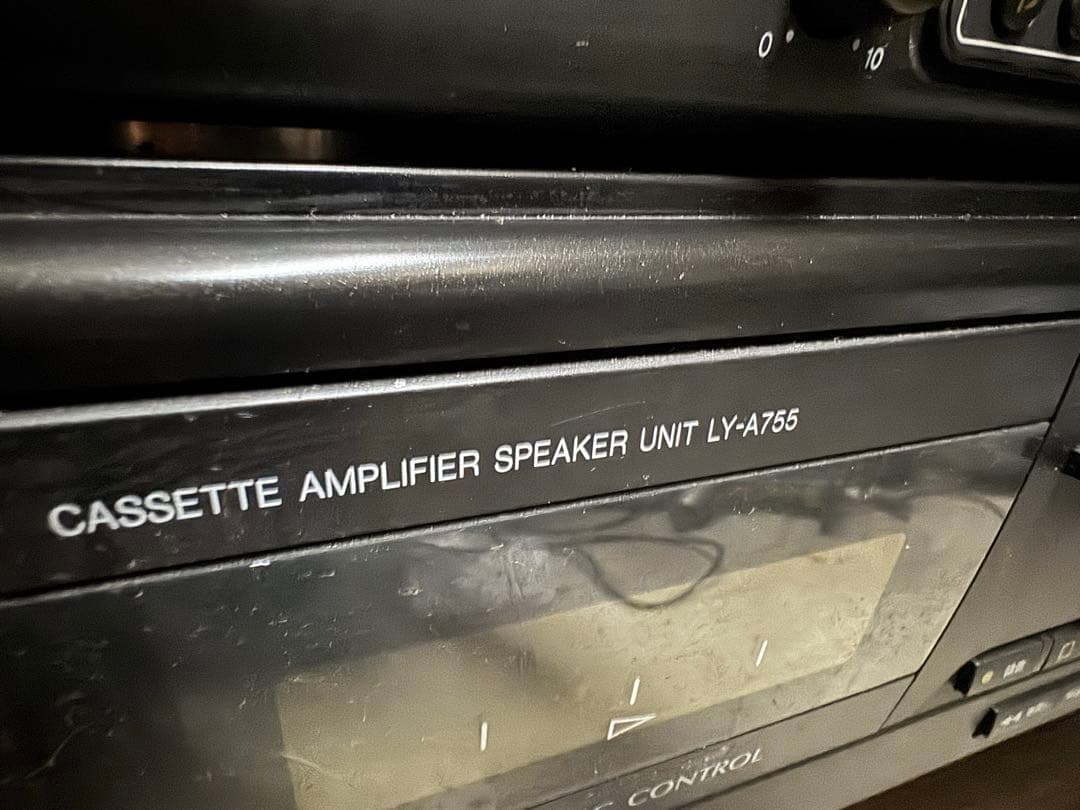 0 10
CASSETTE AMPLIFIER SPEAKER UNIT LY-A755
CONTROL